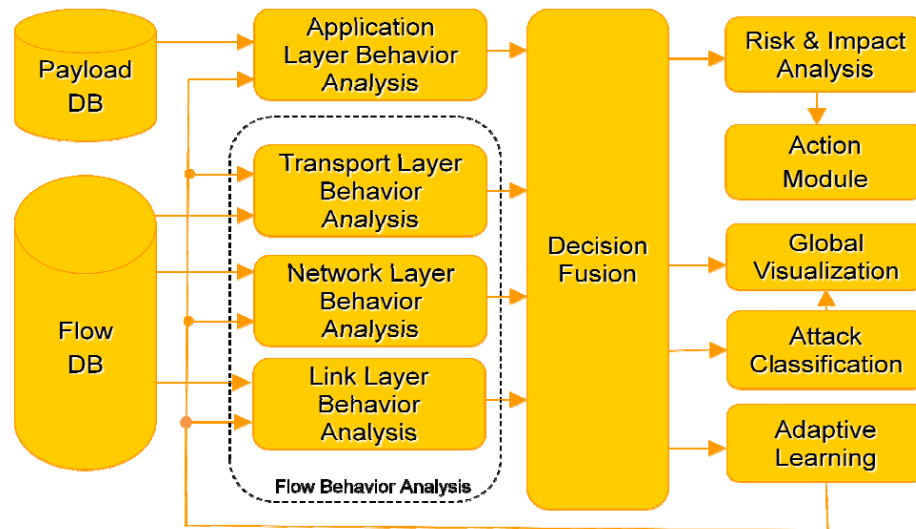 Payload
DB
Application
Layer Behavior
Analysis
Risk & Impact
Analysis
Action
Module
Transport Layer
Behavior
Analysis
Flow
DB
Network Layer
Behavior
Analysis
Link Layer
Behavior
Analysis
Flow Behavior Analysis
Decision
Fusion
Global
Visualization
Attack
Classification
Adaptive
Learning